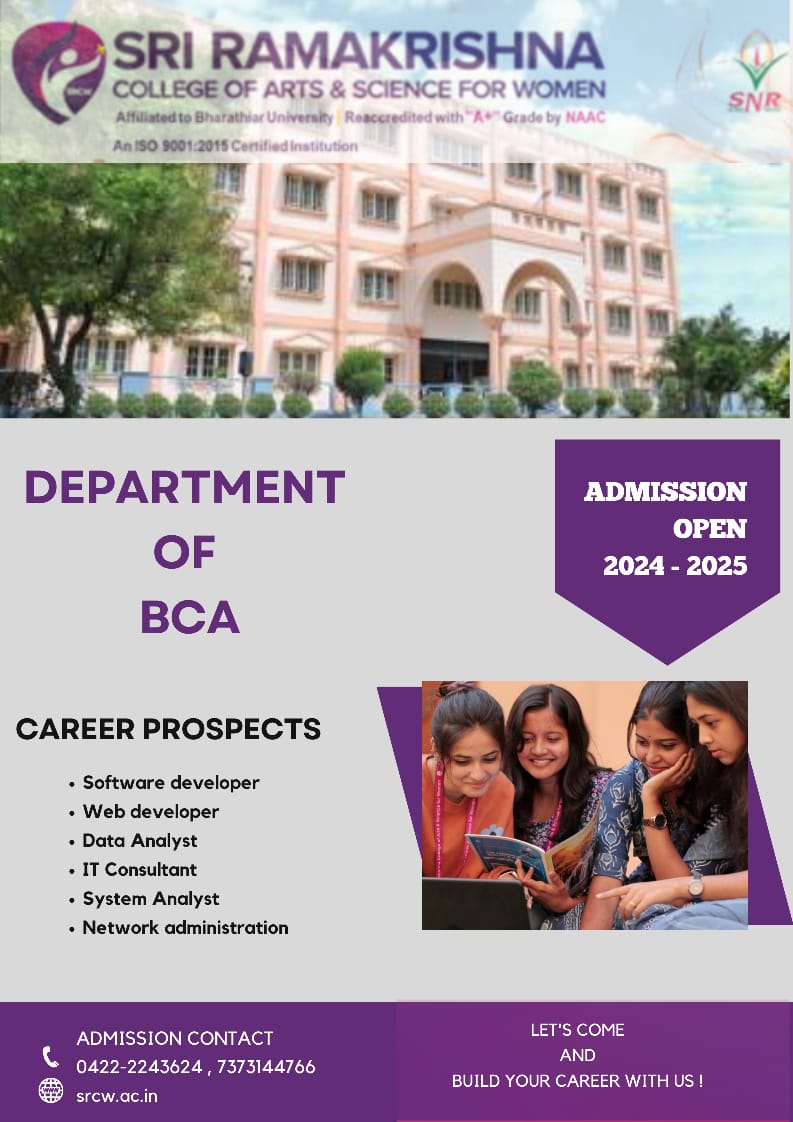 SRI RAMAKRISHNA
COLLEGE OF ARTS & SCIENCE FOR WOMEN
Affiliated to Bharathiar University | Reaccredited with "A+" Grade by NAAC
An ISO 9001:2015 Certified Institution
SRCW
SNR
DEPARTMENT
OF
BCA
ADMISSION
OPEN
2024 - 2025
CAREER PROSPECTS
• Software developer
• Web developer
• Data Analyst
• IT Consultant
• System Analyst
• Network administration
ADMISSION CONTACT
0422-2243624 , 7373144766
srcw.ac.in
LET'S COME
AND
BUILD YOUR CAREER WITH US !